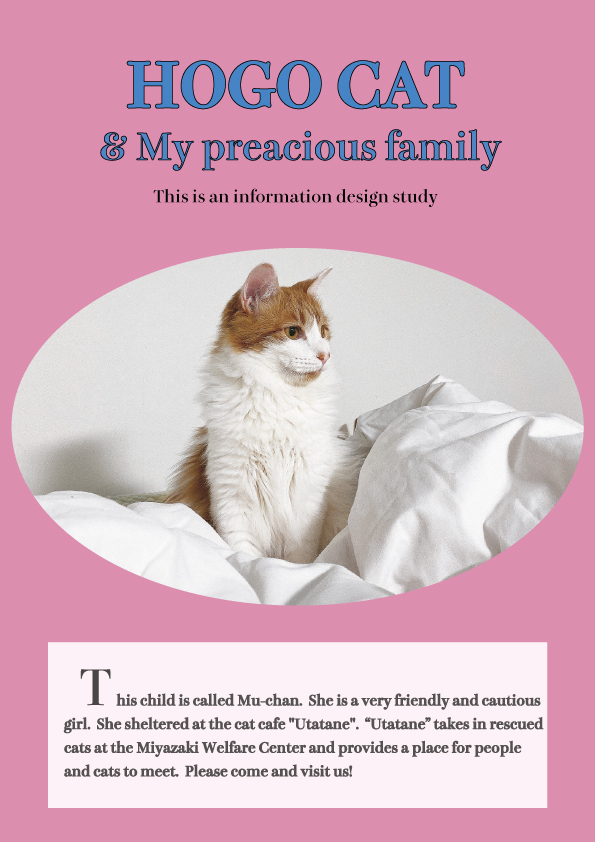 HOGO CAT
& My preacious family
This is an information design study
This child is called Mu-chan. She is a very friendly and cautious
girl. She sheltered at the cat cafe "Utatane". “Utatane” takes in rescued
cats at the Miyazaki Welfare Center and provides a place for people
and cats to meet. Please come and visit us!